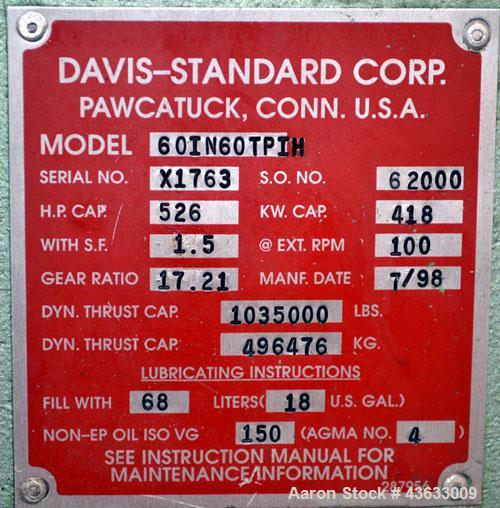 DAVIS–STANDARD CORP.
PAWCATUCK, CONN. U.S.A.
MODEL 60IN60TPIH
SERIAL NO. X1763 S.O. NO. 62000
H.P. CAP. 526 KW. CAP. 418
WITH S.F. 1.5 @ EXT. RPM 100
GEAR RATIO 17.21 MANF. DATE 7/98
DYN. THRUST CAP. 1035000 LBS.
DYN. THRUST CAP. 496476 KG.
LUBRICATING INSTRUCTIONS
FILL WITH 68 LITERS( 18 U.S. GAL.)
NON-EP OIL ISO VG 150 (AGMA NO. 4 )
SEE INSTRUCTION MANUAL FOR
MAINTENANCE/INFORMATION
287956
Aaron Stock # 43633009